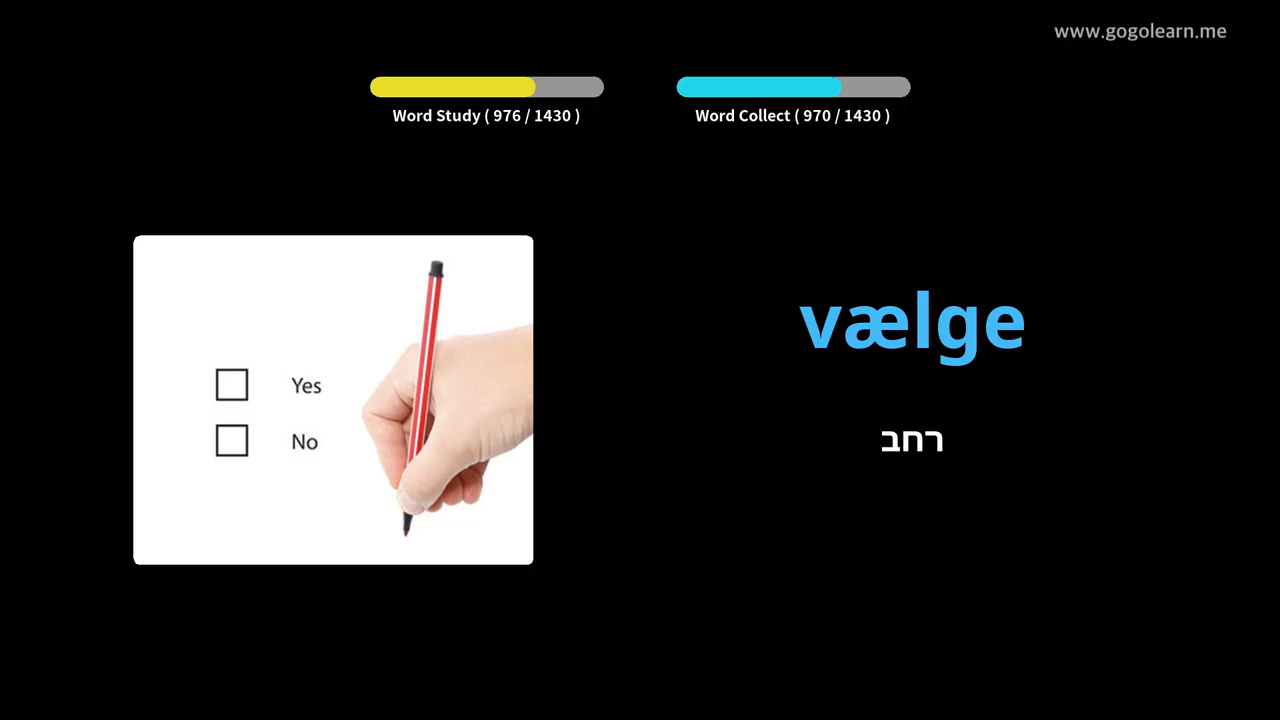 www.gogolearn.me
Word Study ( 976 / 1430 )
Word Collect ( 970 / 1430 )
Yes
No
vælge
רחב